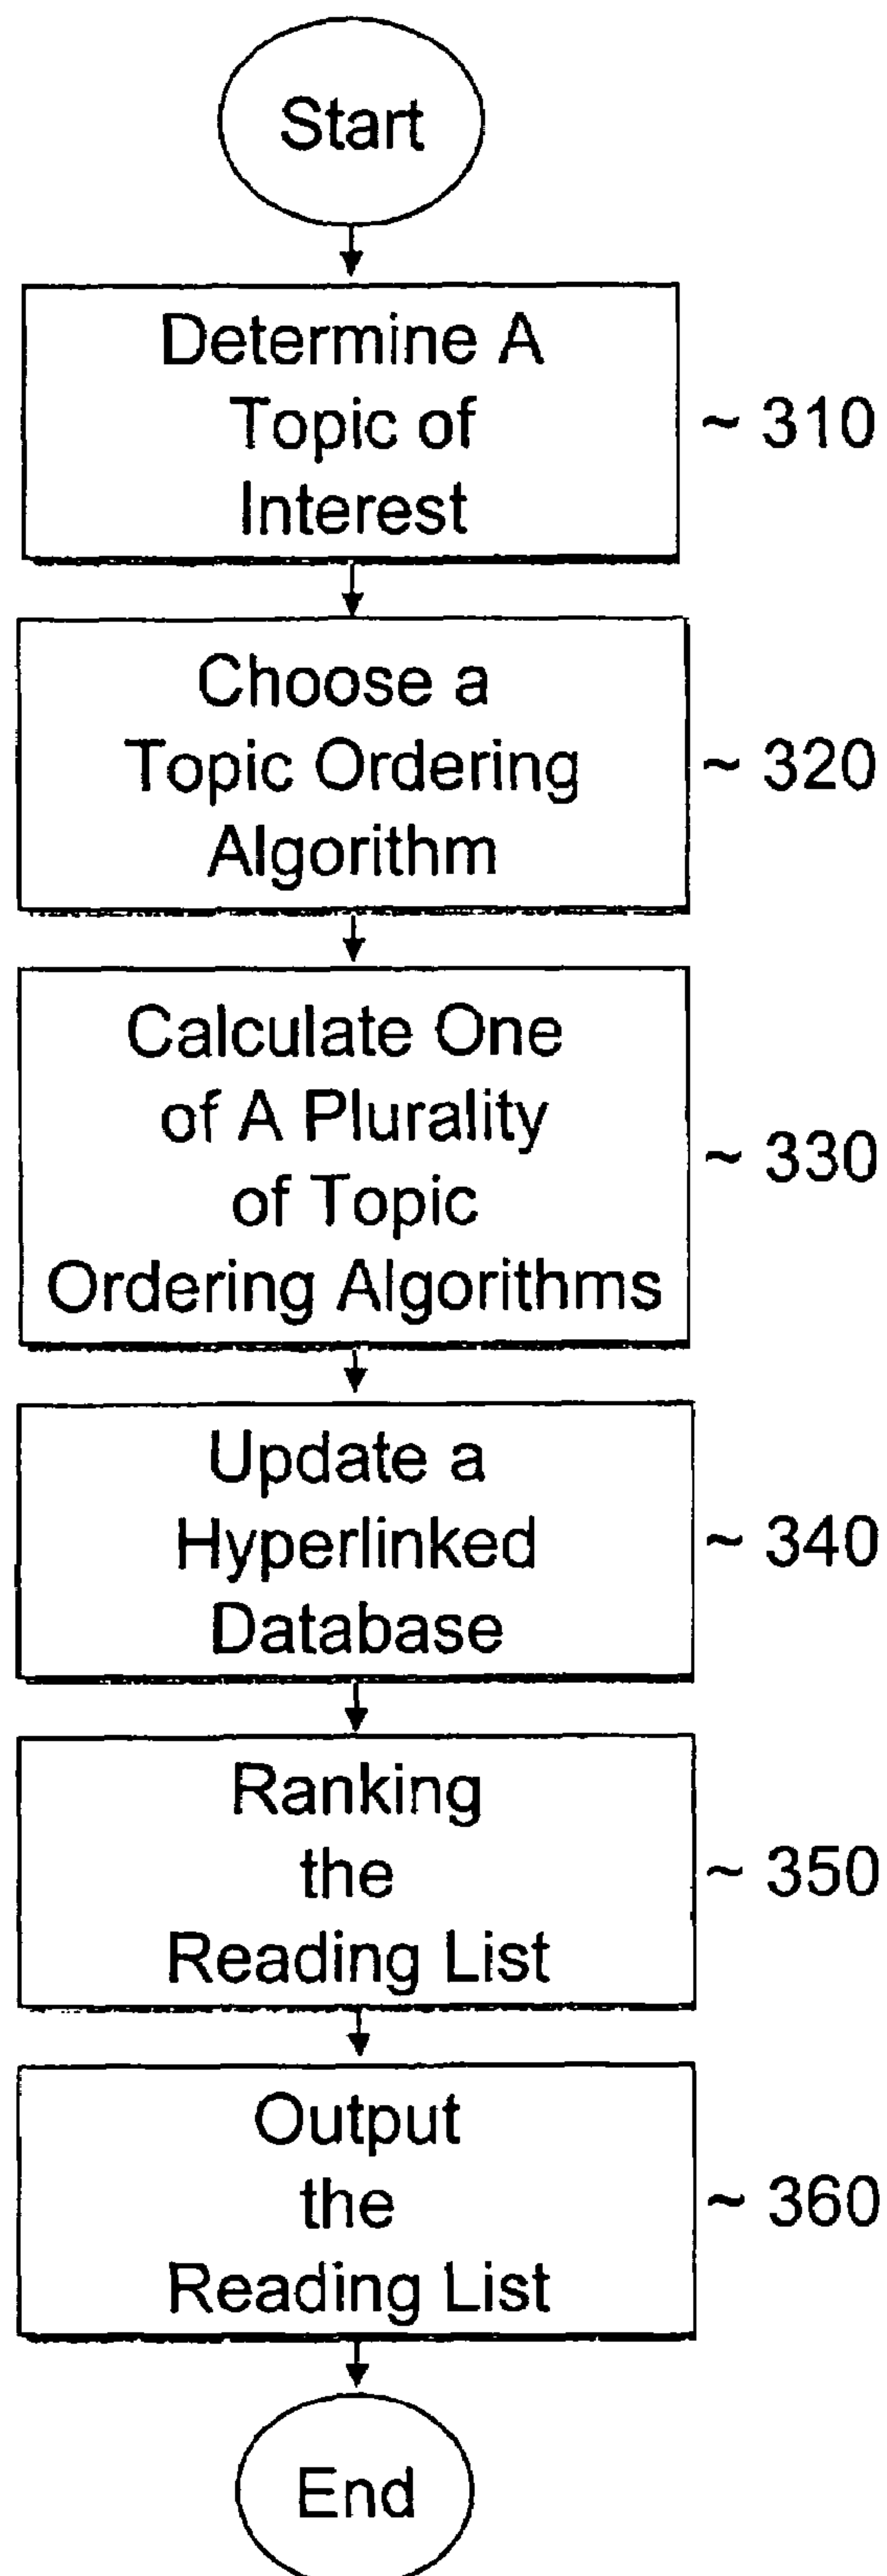 Start
Determine A
Topic of
Interest
~ 310
Choose a
Topic Ordering
Algorithm
~ 320
Calculate One
of A Plurality
of Topic
Ordering Algorithms
~ 330
Update a
Hyperlinked
Database
~ 340
Ranking
the
Reading List
~ 350
Output
the
Reading List
~ 360
End